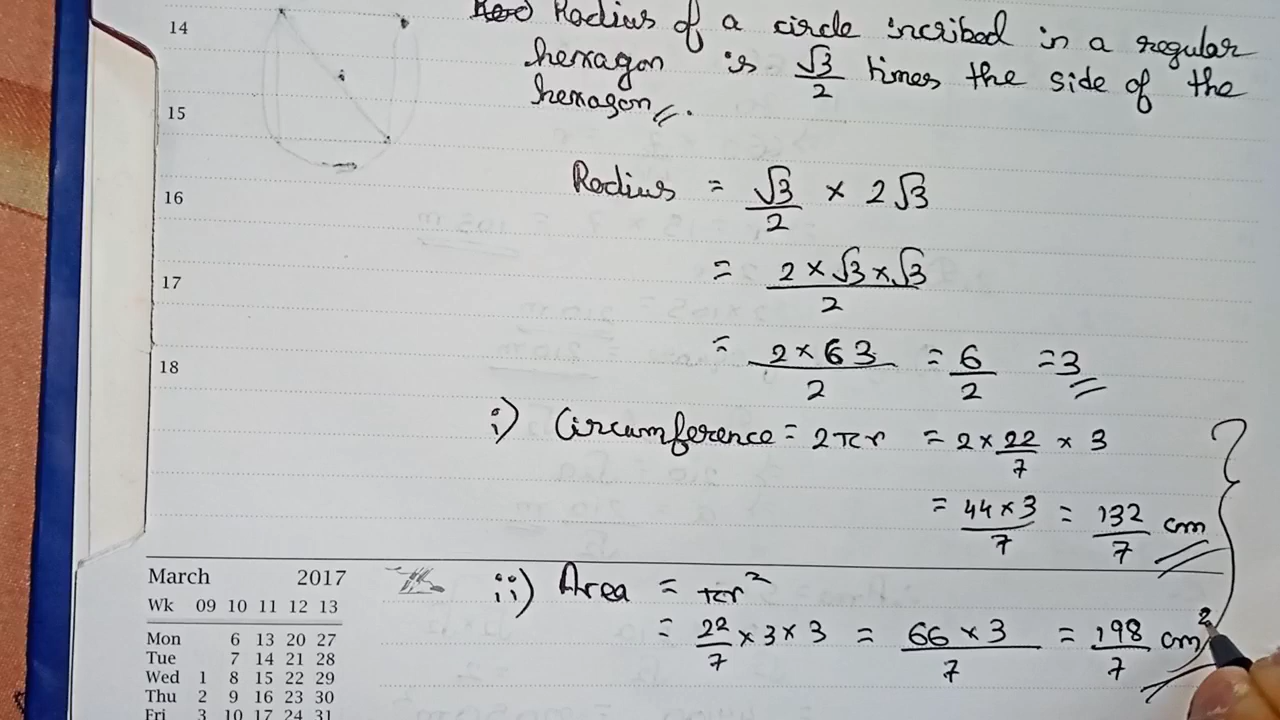 14
Radius of a circle incribed in a regular
hexagon is √3/2 times the side of the
hexagon.
15
Radius = √3/2 × 2√3
16
= 2×√3×√3/2
17
= 2×63/2 = 6/2 = 3
18
i) Circumference = 2πr = 2×22/7 × 3
= 44×3/7 = 132/7 cm
ii) Area = πr²
= 22/7 × 3 × 3 = 66×3/7 = 198/7 cm²
March 2017
Wk 09 10 11 12 13
Mon 6 13 20 27
Tue 7 14 21 28
Wed 1 8 15 22 29
Thu 2 9 16 23 30
Fri 3 10 17 24 31